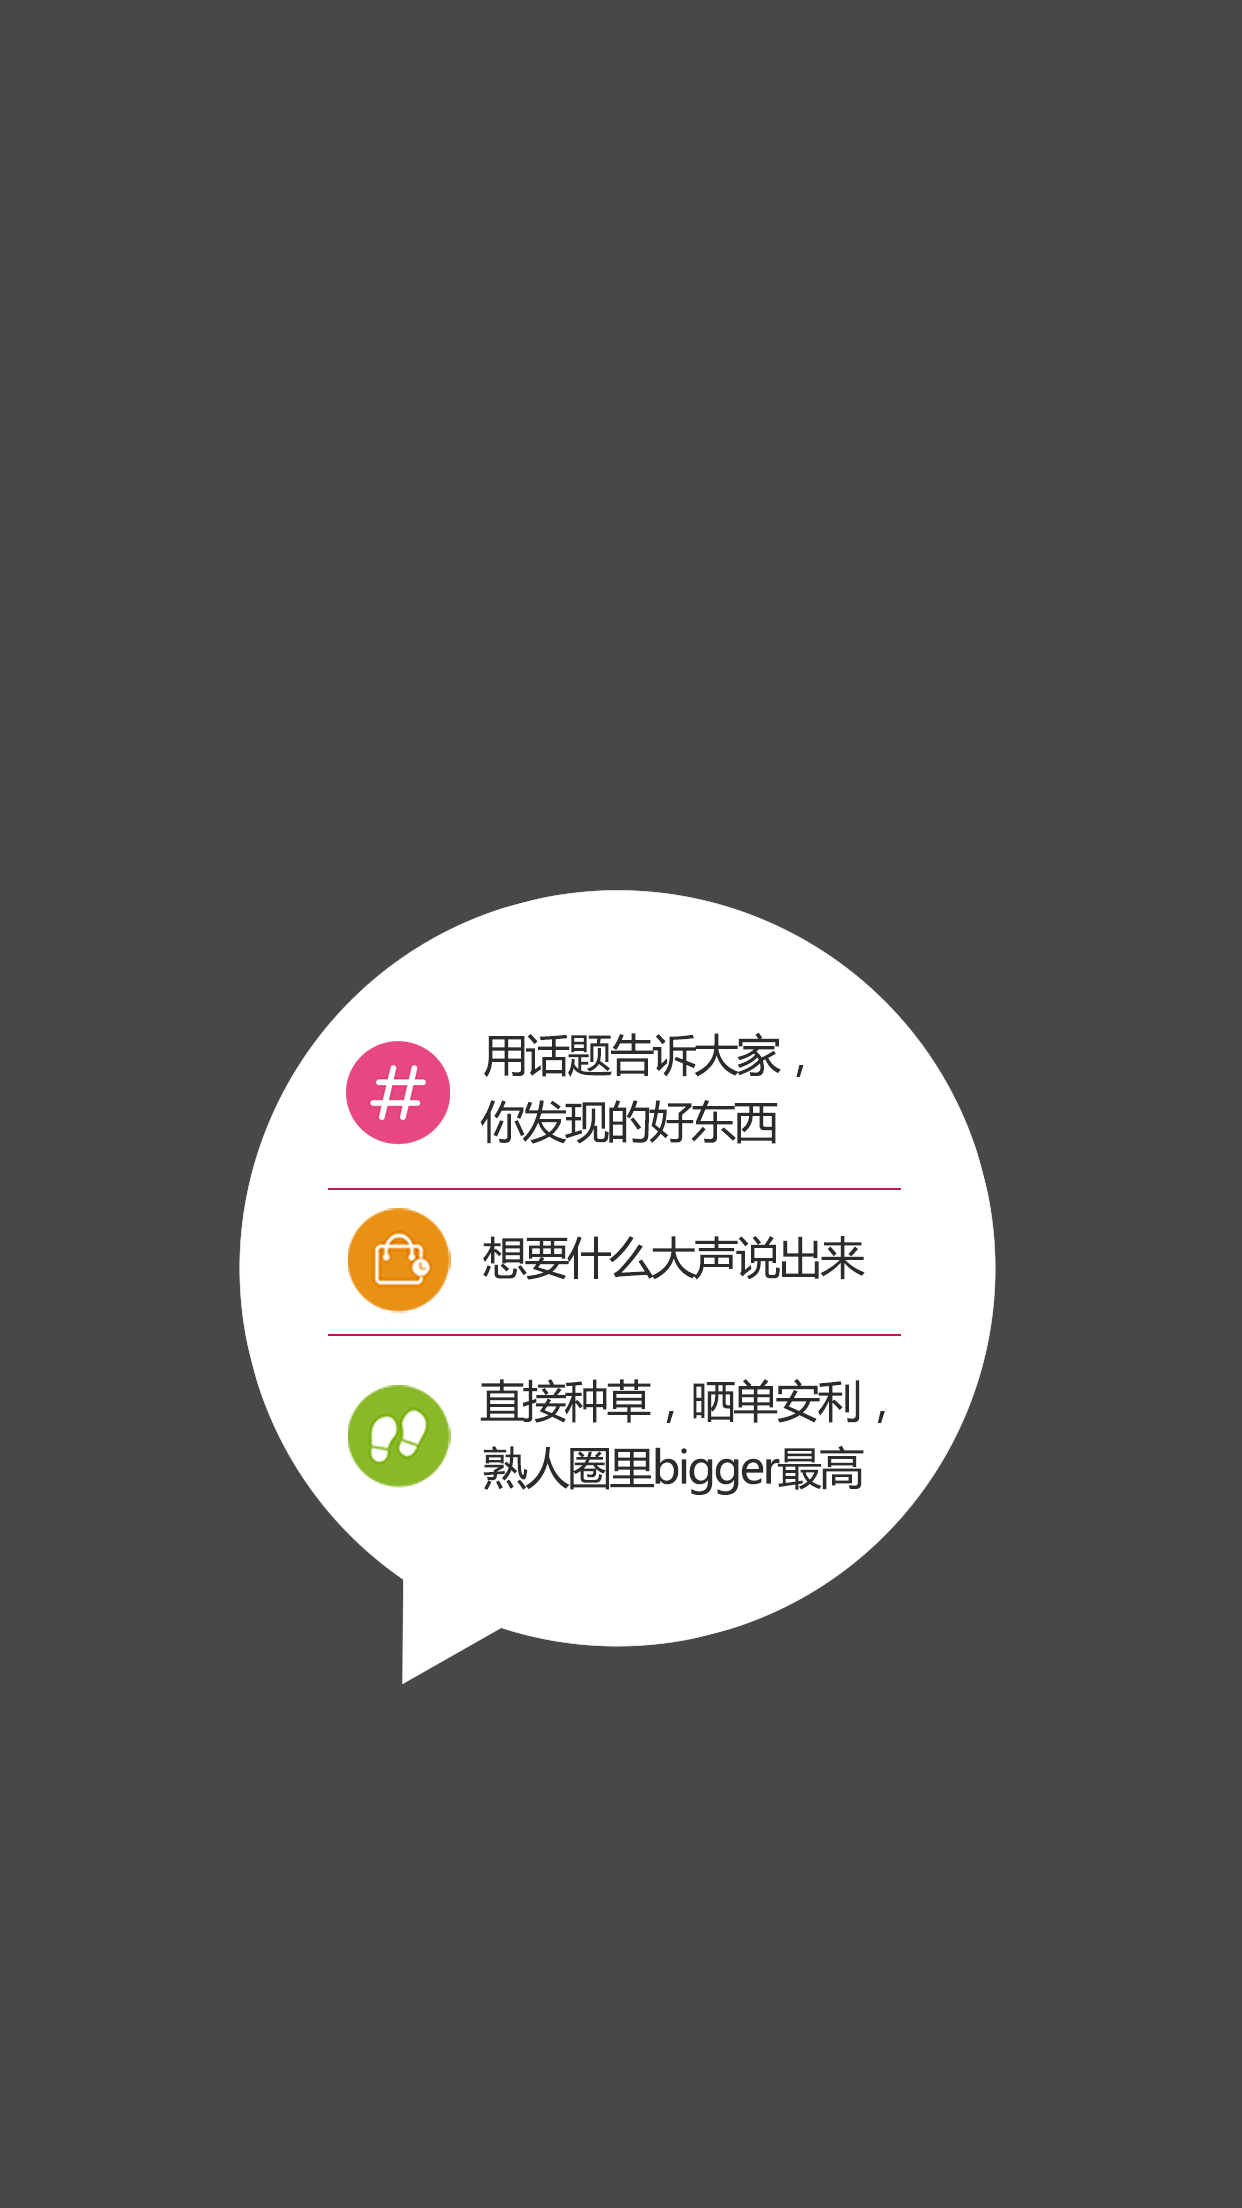 #
用话题告诉大家，
你发现的好东西
想要什么大声说出来
直接种草，晒单安利，
熟人圈里bigger最高